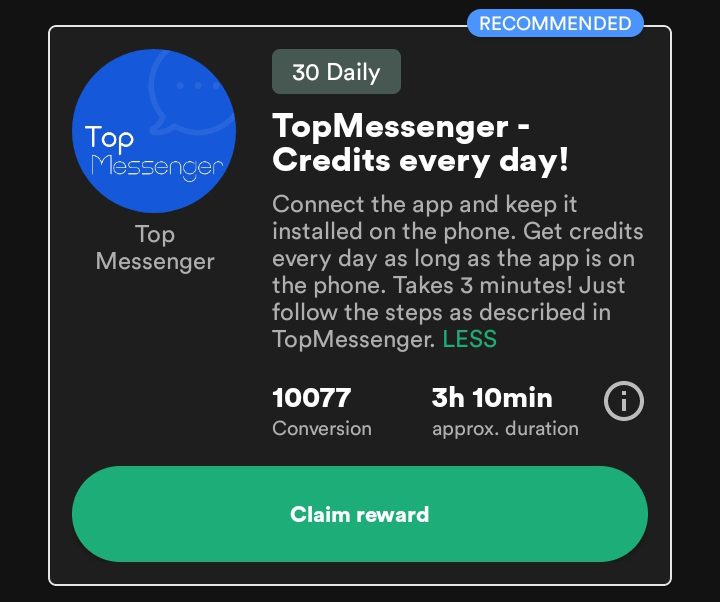 RECOMMENDED
Top
Messenger
Top
Messenger
30 Daily
TopMessenger -
Credits every day!
Connect the app and keep it
installed on the phone. Get credits
every day as long as the app is on
the phone. Takes 3 minutes! Just
follow the steps as described in
TopMessenger. LESS
10077
Conversion
3h 10min
approx. duration
Claim reward